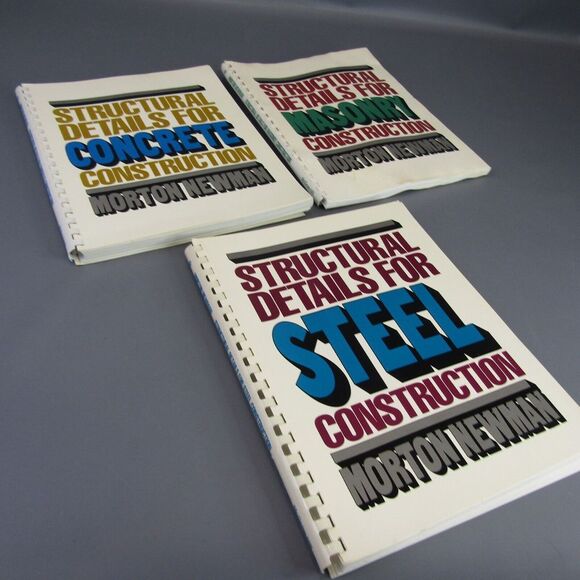 STRUCTURAL
DETAILS FOR
CONCRETE
CONSTRUCTION
MORTON NEWMAN
STRUCTURAL
DETAILS FOR
MASONRY
CONSTRUCTION
MORTON NEWMAN
STRUCTURAL
DETAILS FOR
STEEL
CONSTRUCTION
MORTON NEWMAN